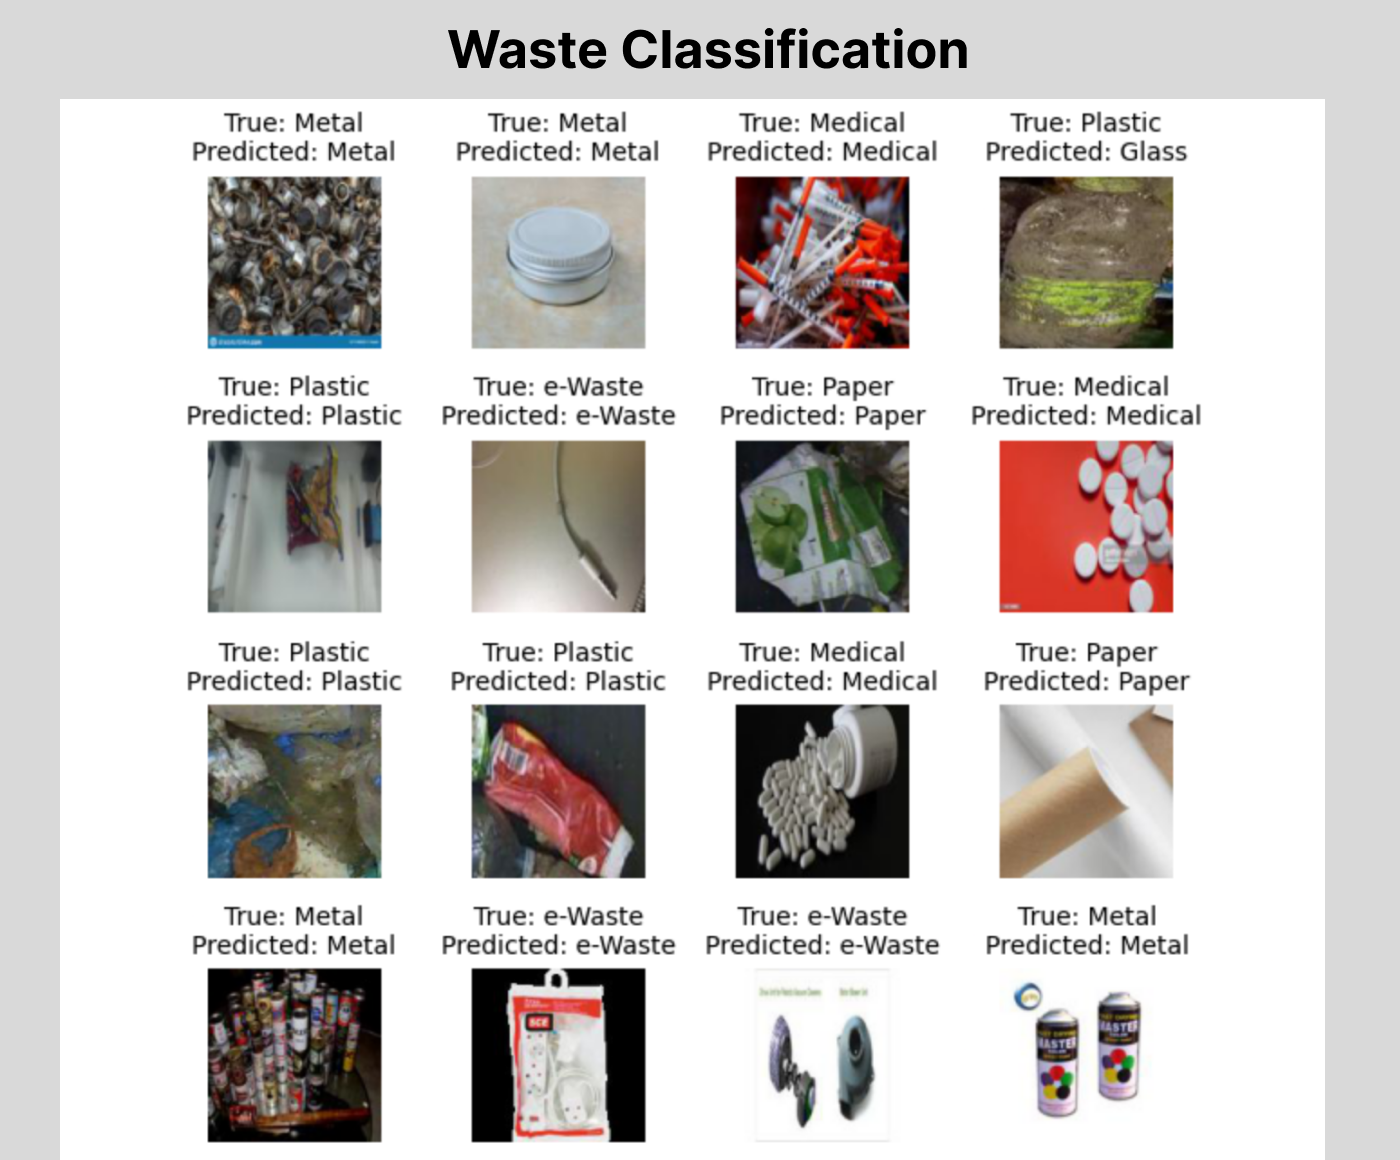 Waste Classification
True: Metal
Predicted: Metal
True: Metal
Predicted: Metal
True: Medical
Predicted: Medical
True: Plastic
Predicted: Glass
True: Plastic
Predicted: Plastic
True: e-Waste
Predicted: e-Waste
True: Paper
Predicted: Paper
True: Medical
Predicted: Medical
True: Plastic
Predicted: Plastic
True: Plastic
Predicted: Plastic
True: Medical
Predicted: Medical
True: Paper
Predicted: Paper
True: Metal
Predicted: Metal
True: e-Waste
Predicted: e-Waste
SCE
True: e-Waste
Predicted: e-Waste
True: Metal
Predicted: Metal
MASTER
MASTER